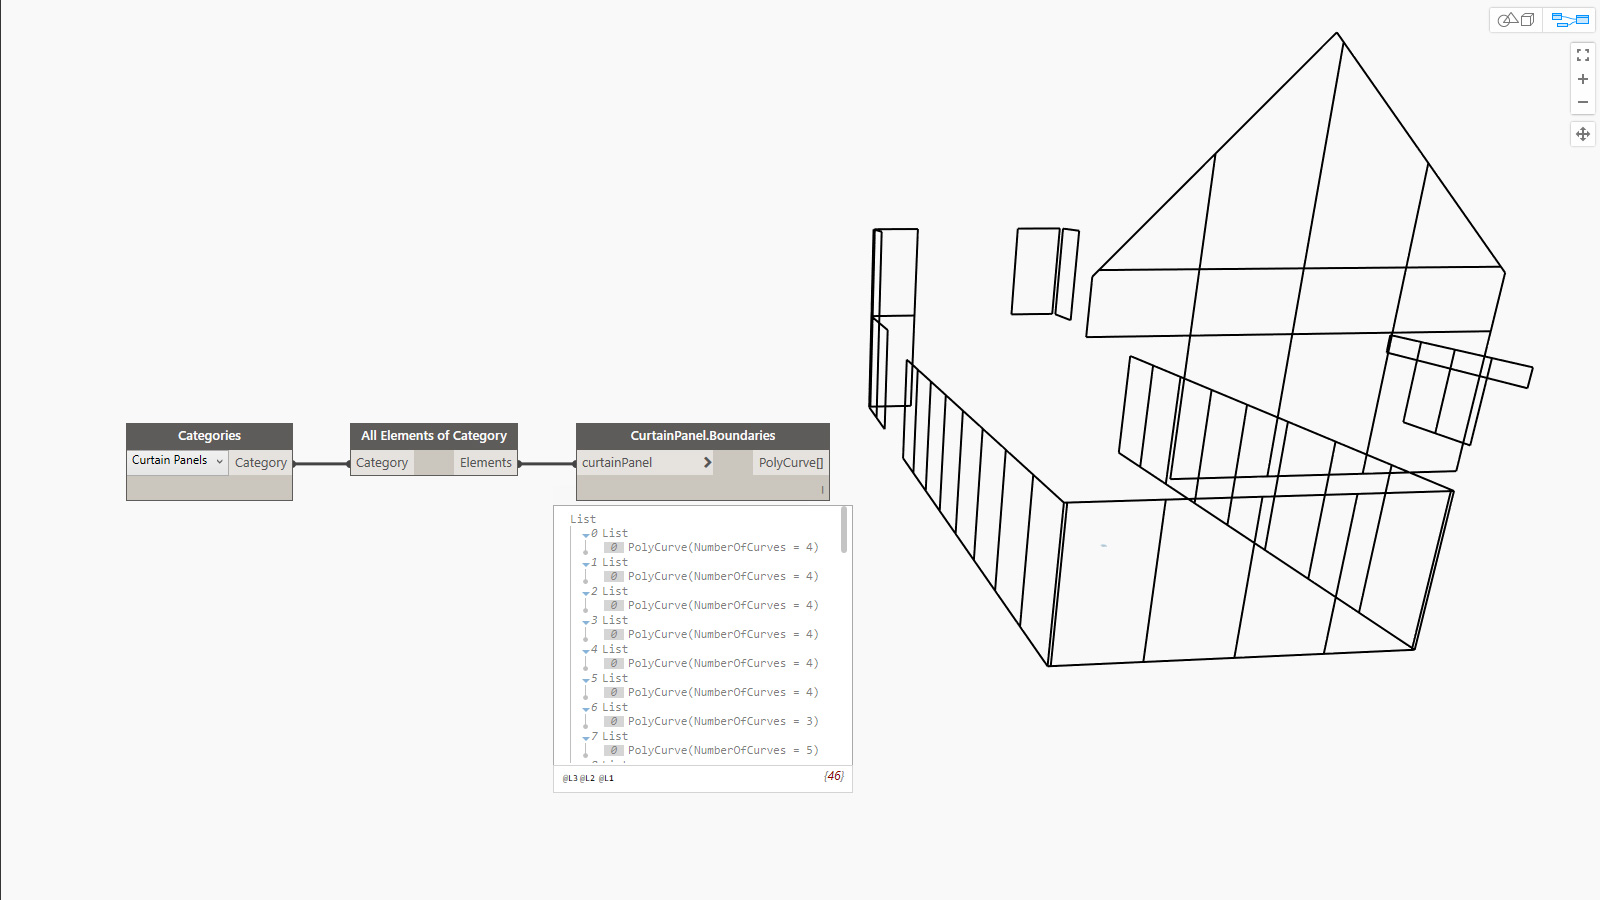 Categories
Curtain Panels
Category
All Elements of Category
Category
Elements
CurtainPanel.Boundaries
curtainPanel
PolyCurve[]
l
List
0 List
0 PolyCurve(NumberOfCurves = 4)
1 List
0 PolyCurve(NumberOfCurves = 4)
2 List
0 PolyCurve(NumberOfCurves = 4)
3 List
0 PolyCurve(NumberOfCurves = 4)
4 List
0 PolyCurve(NumberOfCurves = 4)
5 List
0 PolyCurve(NumberOfCurves = 4)
6 List
0 PolyCurve(NumberOfCurves = 3)
7 List
0 PolyCurve(NumberOfCurves = 5)
@L3 @L2 @L1
{46}